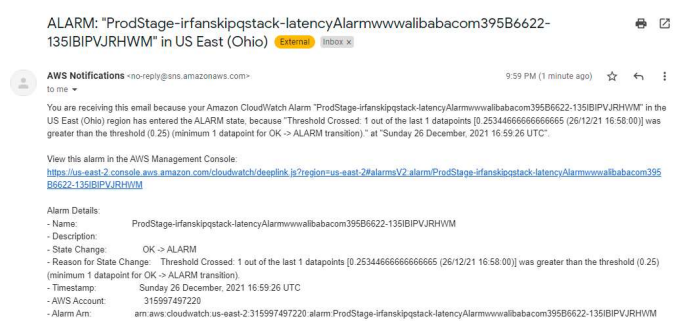 ALARM: "ProdStage-irfanskipqstack-latencyAlarmwwwalibabacom395B6622-
135IBIPVJRHWM" in US East (Ohio) External Inbox x
AWS Notifications <no-reply@sns.amazonaws.com> 9:59 PM (1 minute ago)
to me
You are receiving this email because your Amazon CloudWatch Alarm "ProdStage-irfanskipqstack-latencyAlarmwwwalibabacom395B6622-135IBIPVJRHWM" in the
US East (Ohio) region has entered the ALARM state, because "Threshold Crossed: 1 out of the last 1 datapoints [0.25344666666666665 (26/12/21 16:58:00)] was
greater than the threshold (0.25) (minimum 1 datapoint for OK -> ALARM transition)." at "Sunday 26 December, 2021 16:59:26 UTC".
View this alarm in the AWS Management Console:
https://us-east-2.console.aws.amazon.com/cloudwatch/deeplink.js?region=us-east-2#alarmsV2:alarm/ProdStage-irfanskipqstack-latencyAlarmwwwalibabacom395
B6622-135IBIPVJRHWM
Alarm Details:
- Name: ProdStage-irfanskipqstack-latencyAlarmwwwalibabacom395B6622-135IBIPVJRHWM
- Description:
- State Change: OK -> ALARM
- Reason for State Change: Threshold Crossed: 1 out of the last 1 datapoints [0.25344666666666665 (26/12/21 16:58:00)] was greater than the threshold (0.25)
(minimum 1 datapoint for OK -> ALARM transition).
- Timestamp: Sunday 26 December, 2021 16:59:26 UTC
- AWS Account: 315997497220
- Alarm Arn: arn:aws:cloudwatch:us-east-2:315997497220:alarm:ProdStage-irfanskipqstack-latencyAlarmwwwalibabacom395B6622-135IBIPVJRHWM